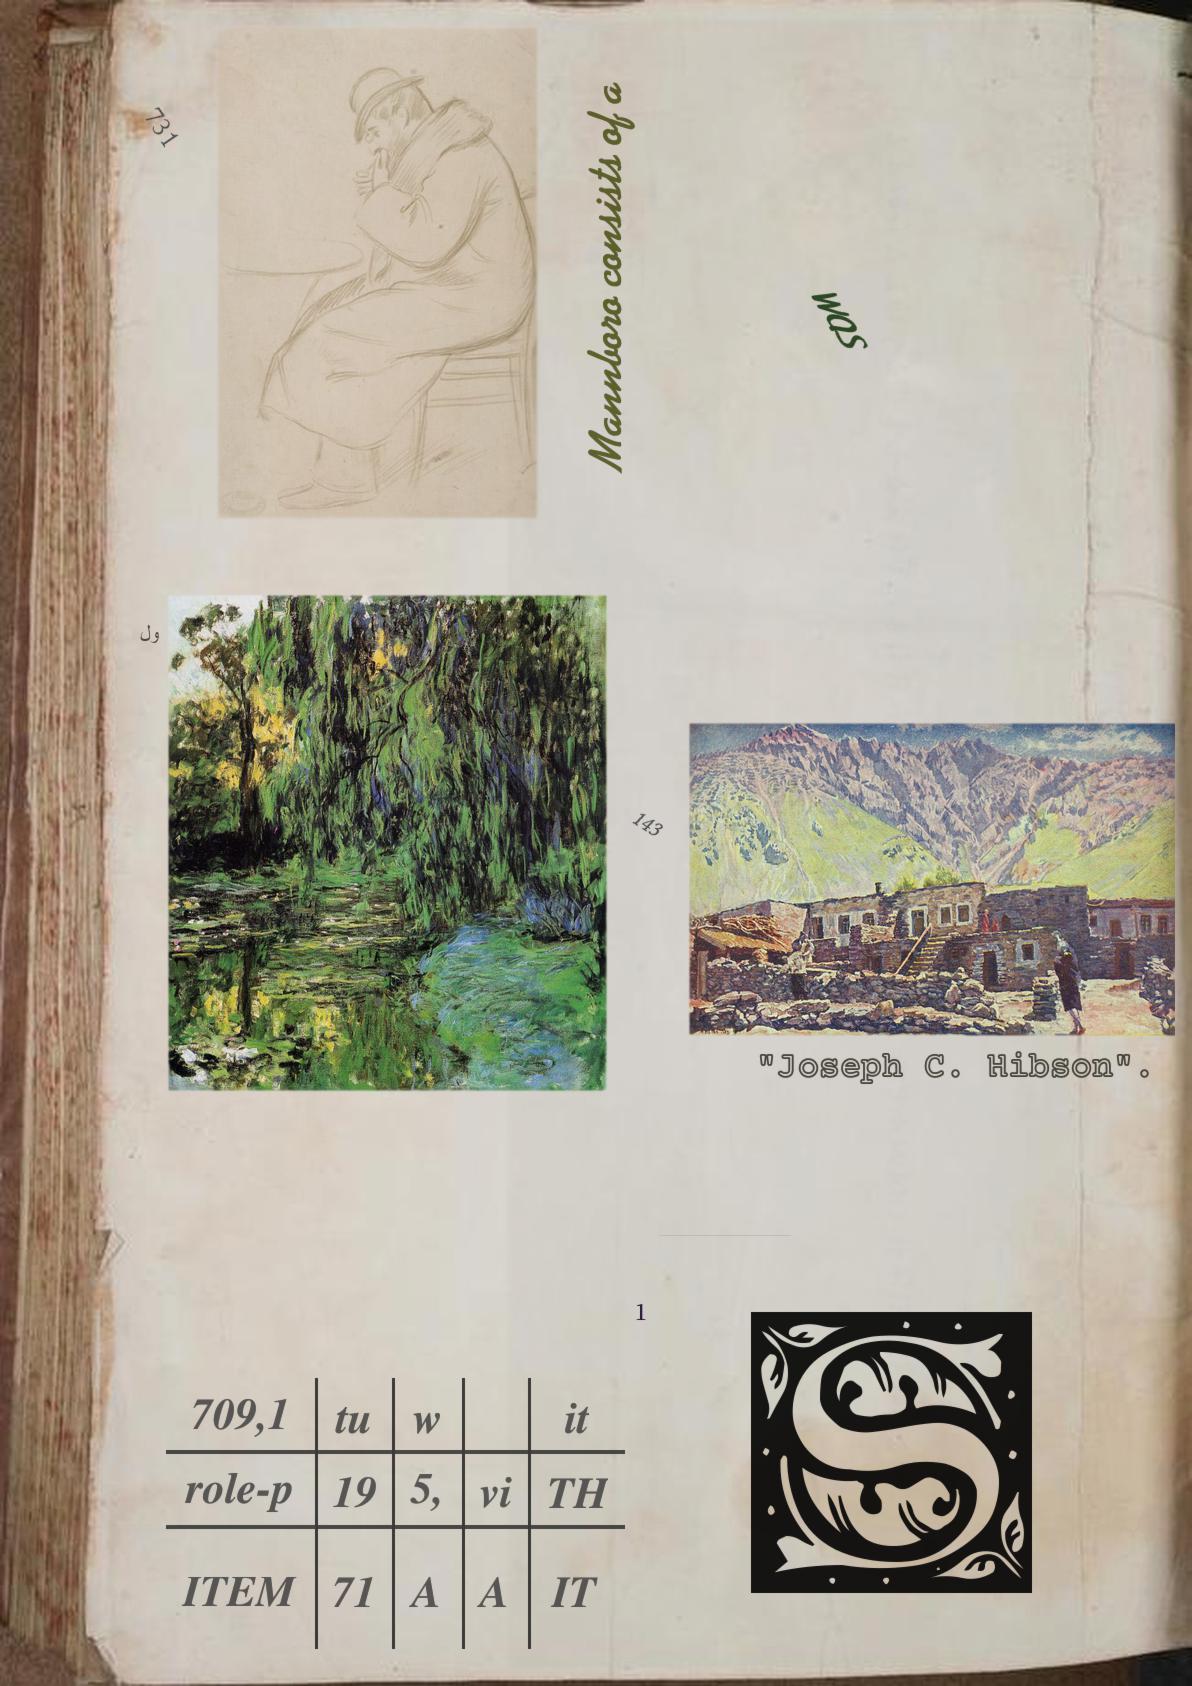 731
Mannboro consists of a
som
ول
143
"Joseph C. Hibson".
1
709,1 tu w it
role-p 19 5, vi TH
ITEM 71 A A IT
S